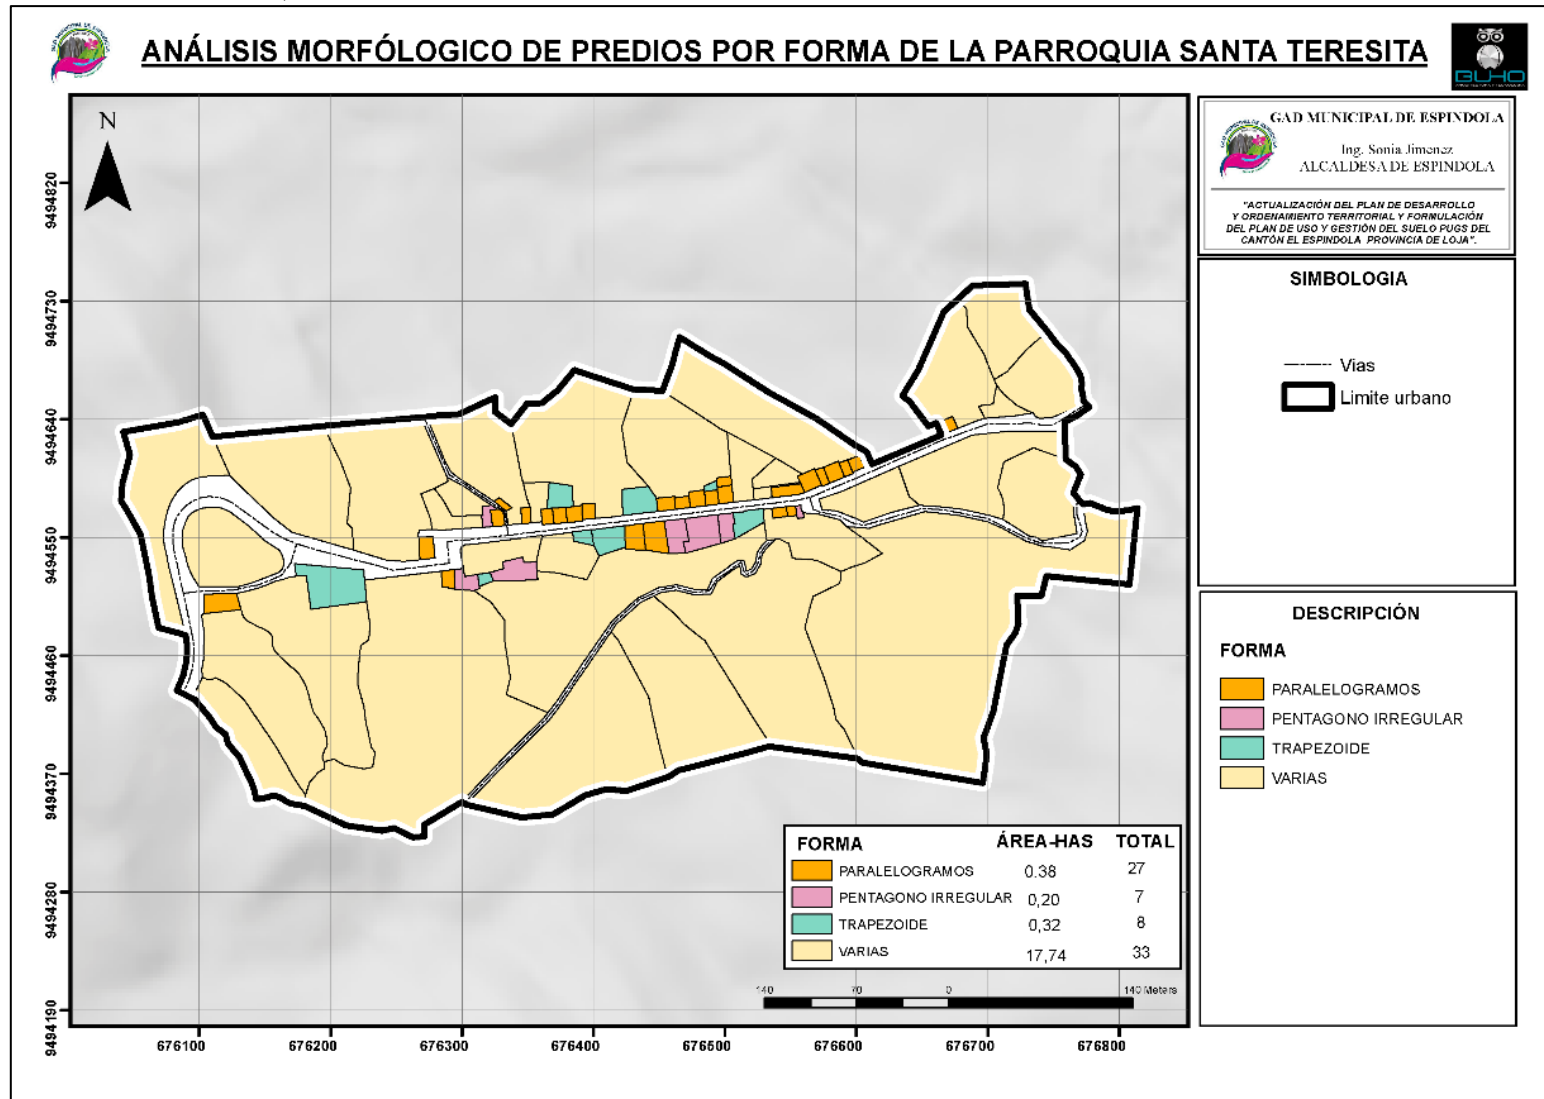 ANÁLISIS MORFÓLOGICO DE PREDIOS POR FORMA DE LA PARROQUIA SANTA TERESITA
BUHO
GAD MUNICIPAL DE ESPINDOLA
Ing. Sonia Jimenez
ALCALDESA DE ESPINDOLA
"ACTUALIZACIÓN DEL PLAN DE DESARROLLO
Y ORDENAMIENTO TERRITORIAL Y FORMULACIÓN
DEL PLAN DE USO Y GESTIÓN DEL SUELO PUGS DEL
CANTÓN EL ESPINDOLA PROVINCIA DE LOJA".
SIMBOLOGIA
Vias
Limite urbano
DESCRIPCIÓN
FORMA
PARALELOGRAMOS
PENTAGONO IRREGULAR
TRAPEZOIDE
VARIAS
N
9494820
9494730
9494640
9494550
9494460
9494370
9494280
9494190
FORMA ÁREA-HAS TOTAL
PARALELOGRAMOS 0.38 27
PENTAGONO IRREGULAR 0,20 7
TRAPEZOIDE 0,32 8
VARIAS 17,74 33
140 70 0 140 Meters
676100 676200 676300 676400 676500 676600 676700 676800